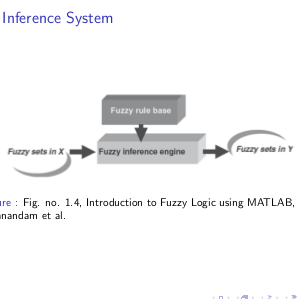 Inference System
Fuzzy rule base
Fuzzy sets in X
Fuzzy inference engine
Fuzzy sets in Y
ure : Fig. no. 1.4, Introduction to Fuzzy Logic using MATLAB,
anandam et al.